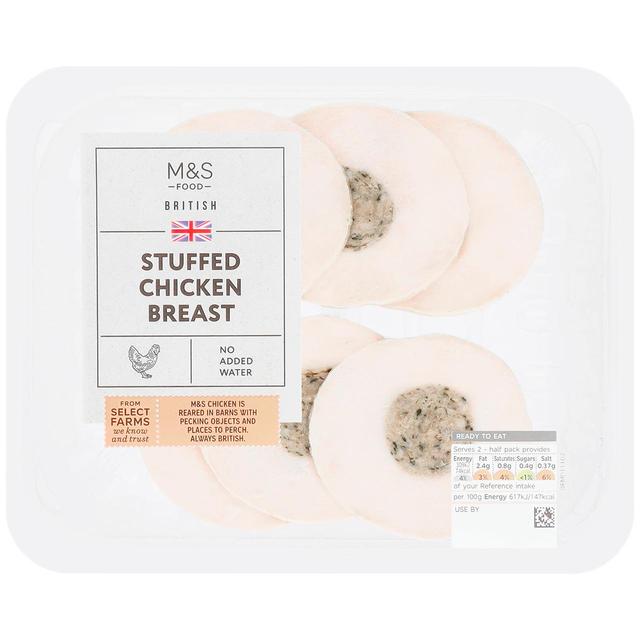 M&S
FOOD
BRITISH
STUFFED
CHICKEN
BREAST
NO
ADDED
WATER
FROM
SELECT
FARMS
we know
and trust
M&S CHICKEN IS
REARED IN BARNS WITH
PECKING OBJECTS AND
PLACES TO PERCH.
ALWAYS BRITISH.
READY TO EAT
Serves 2 - half pack provides
Energy Fat Saturates Sugars Salt
309kJ 2.4g 0.8g 0.4g 0.37g
74kcal
4% 3% 4% <1% 6%
of your Reference intake
per 100g Energy 617kJ/147kcal
USE BY